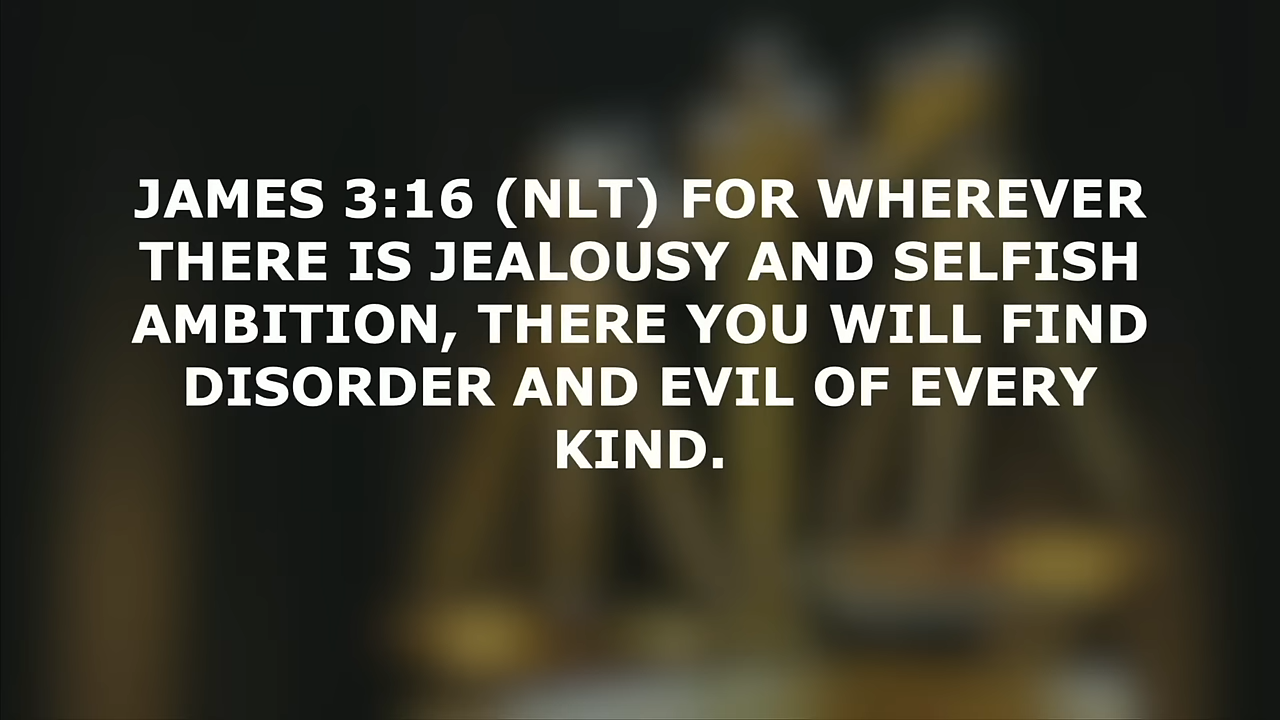 JAMES 3:16 (NLT) FOR WHEREVER
THERE IS JEALOUSY AND SELFISH
AMBITION, THERE YOU WILL FIND
DISORDER AND EVIL OF EVERY
KIND.